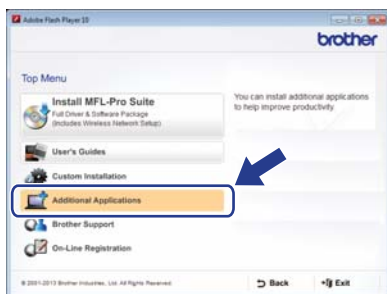 Adobe Flash Player 10
brother
Top Menu
Install MFL-Pro Suite
Full Driver & Software Package
(Includes Wireless Network Setup)
You can install additional applications
to help improve productivity.
User's Guides
Custom Installation
Additional Applications
Brother Support
On-Line Registration
© 2001-2013 Brother Industries, Ltd. All Rights Reserved.
Back
Exit